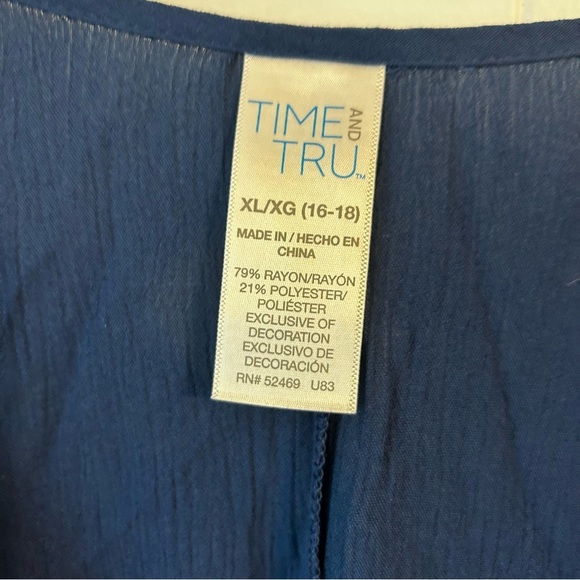 TIME AND
TRU™
XL/XG (16-18)
MADE IN / HECHO EN
CHINA
79% RAYON/RAYÓN
21% POLYESTER/
POLIÉSTER
EXCLUSIVE OF
DECORATION
EXCLUSIVO DE
DECORACIÓN
RN# 52469 U83